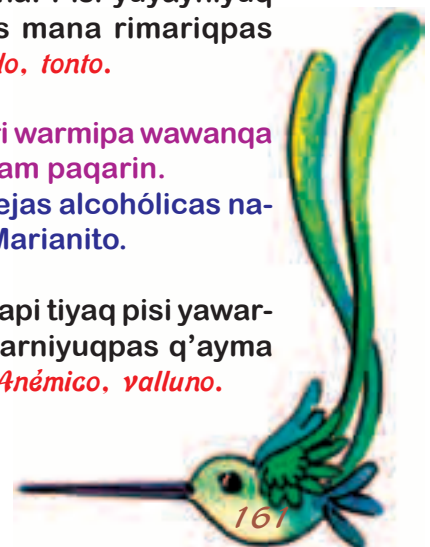 s mana rimariqpas
lo, tonto.
ri warmipa wawanqa
am paqarin.
ejas alcohólicas na-
Marianito.
api tiyaq pisi yawar-
arniyuqpas q'ayma
Anémico, valluno.
161